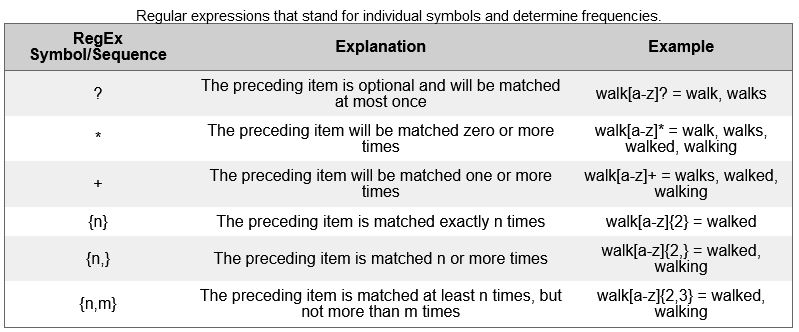 Regular expressions that stand for individual symbols and determine frequencies.
RegEx
Symbol/Sequence
Explanation
Example
?
The preceding item is optional and will be matched
at most once
walk[a-z]? = walk, walks
*
The preceding item will be matched zero or more
times
walk[a-z]* = walk, walks,
walked, walking
+
The preceding item will be matched one or more
times
walk[a-z]+ = walks, walked,
walking
{n}
The preceding item is matched exactly n times
walk[a-z]{2} = walked
{n,}
The preceding item is matched n or more times
walk[a-z]{2,} = walked,
walking
{n,m}
The preceding item is matched at least n times, but
not more than m times
walk[a-z]{2,3} = walked,
walking